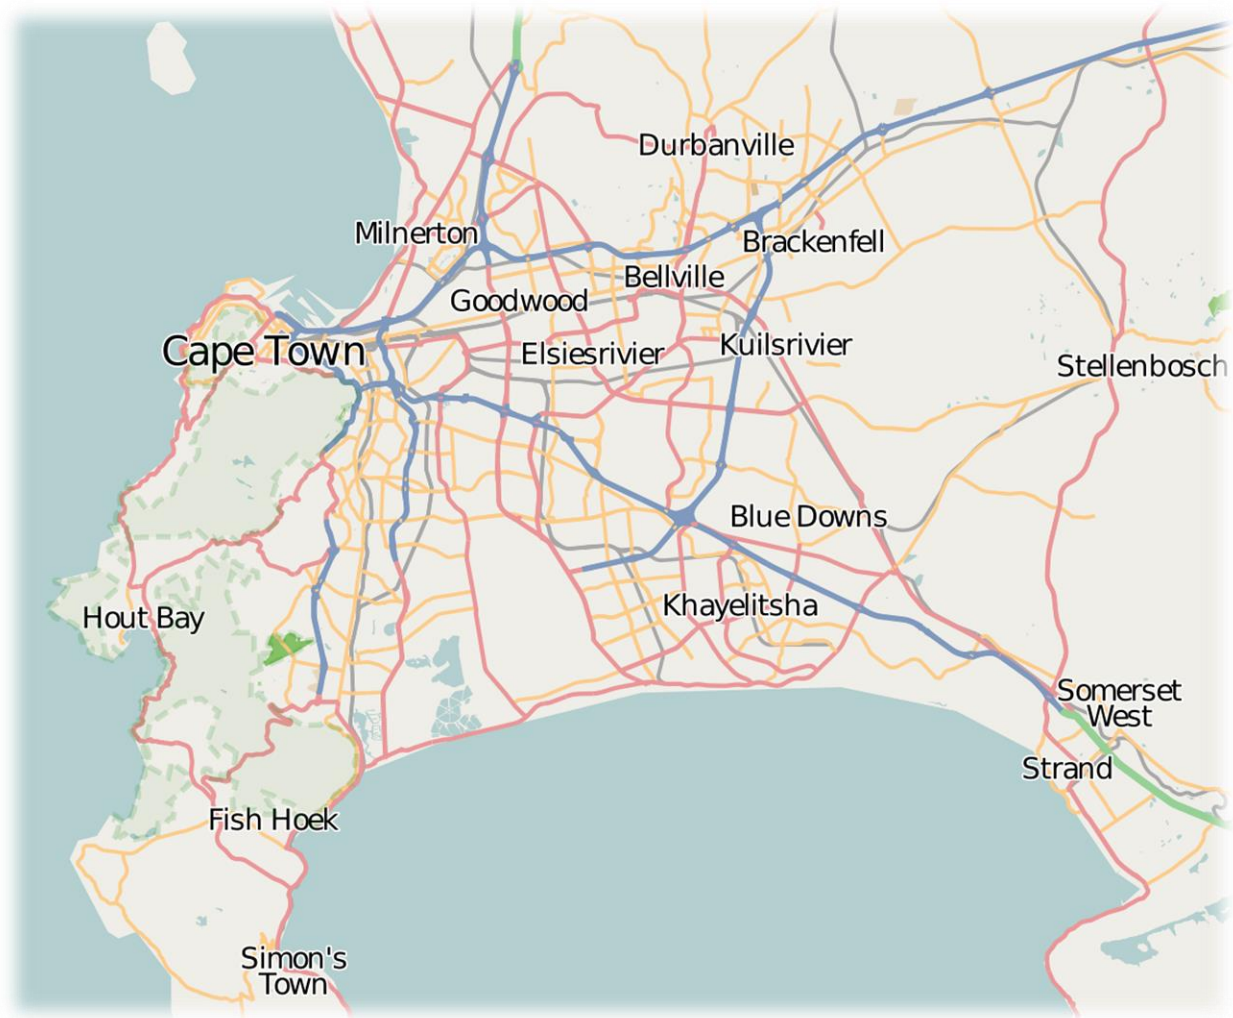 Durbanville
Milnerton
Brackenfell
Bellville
Goodwood
Cape Town
Elsiesrivier
Kuilsrivier
Stellenbosch
Blue Downs
Khayelitsha
Hout Bay
Somerset
West
Strand
Fish Hoek
Simon's
Town